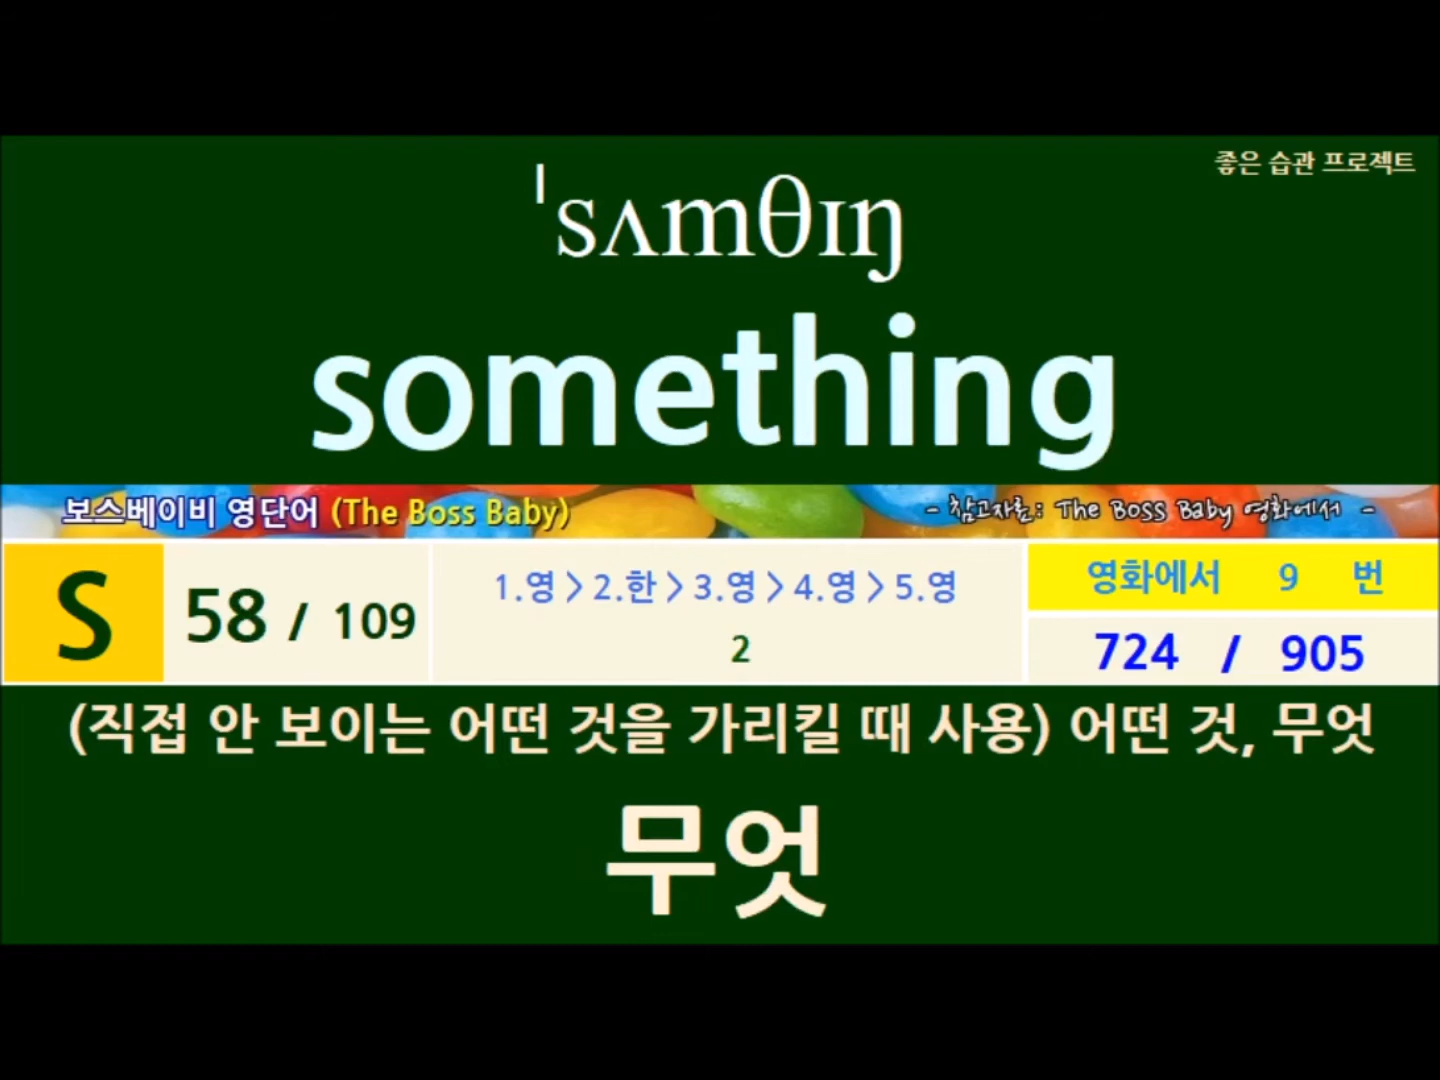 좋은 습관 프로젝트
ˈsʌmθɪŋ
something
보스베이비 영단어 (The Boss Baby)
- 참고자료: The Boss Baby 영화에서 -
S
58 / 109
1.영 > 2.한 > 3.영 > 4.영 > 5.영
2
영화에서 9 번
724 / 905
(직접 안 보이는 어떤 것을 가리킬 때 사용) 어떤 것, 무엇
무엇